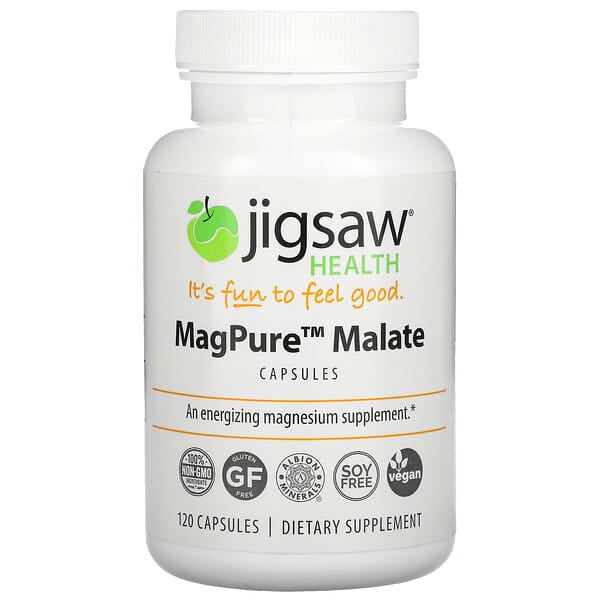 jigsaw®
HEALTH
It's fun to feel good.
MagPure™ Malate
CAPSULES
An energizing magnesium supplement.*
100%
NON-GMO
INGREDIENTS
GLUTEN
GF
FREE
ALBION
MINERALS®
SOY
FREE
vegan
120 CAPSULES | DIETARY SUPPLEMENT